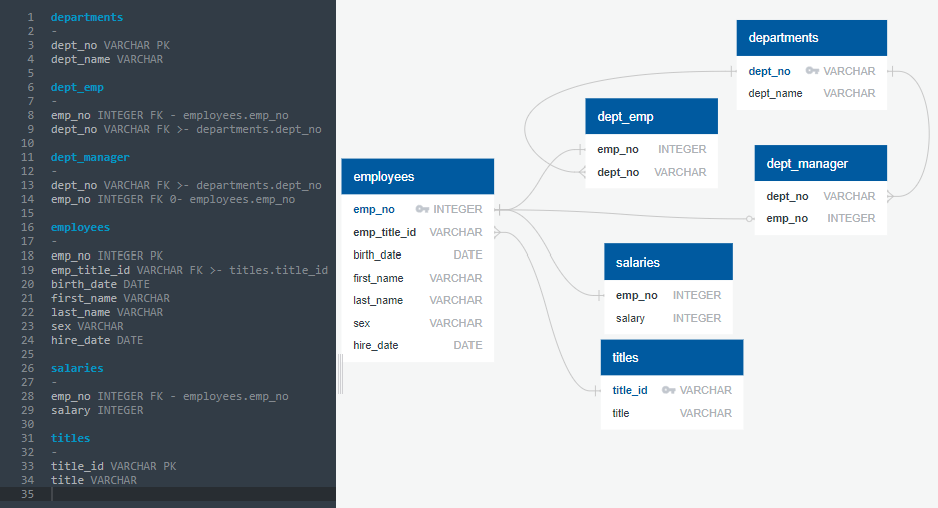 1 departments
2 -
3 dept_no VARCHAR PK
4 dept_name VARCHAR
5
6 dept_emp
7 -
8 emp_no INTEGER FK - employees.emp_no
9 dept_no VARCHAR FK >- departments.dept_no
10
11 dept_manager
12 -
13 dept_no VARCHAR FK >- departments.dept_no
14 emp_no INTEGER FK 0- employees.emp_no
15
16 employees
17 -
18 emp_no INTEGER PK
19 emp_title_id VARCHAR FK >- titles.title_id
20 birth_date DATE
21 first_name VARCHAR
22 last_name VARCHAR
23 sex VARCHAR
24 hire_date DATE
25
26 salaries
27 -
28 emp_no INTEGER FK - employees.emp_no
29 salary INTEGER
30
31 titles
32 -
33 title_id VARCHAR PK
34 title VARCHAR
35
departments
dept_no VARCHAR
dept_name VARCHAR
dept_emp
emp_no INTEGER
dept_no VARCHAR
dept_manager
dept_no VARCHAR
emp_no INTEGER
employees
emp_no INTEGER
emp_title_id VARCHAR
birth_date DATE
first_name VARCHAR
last_name VARCHAR
sex VARCHAR
hire_date DATE
salaries
emp_no INTEGER
salary INTEGER
titles
title_id VARCHAR
title VARCHAR